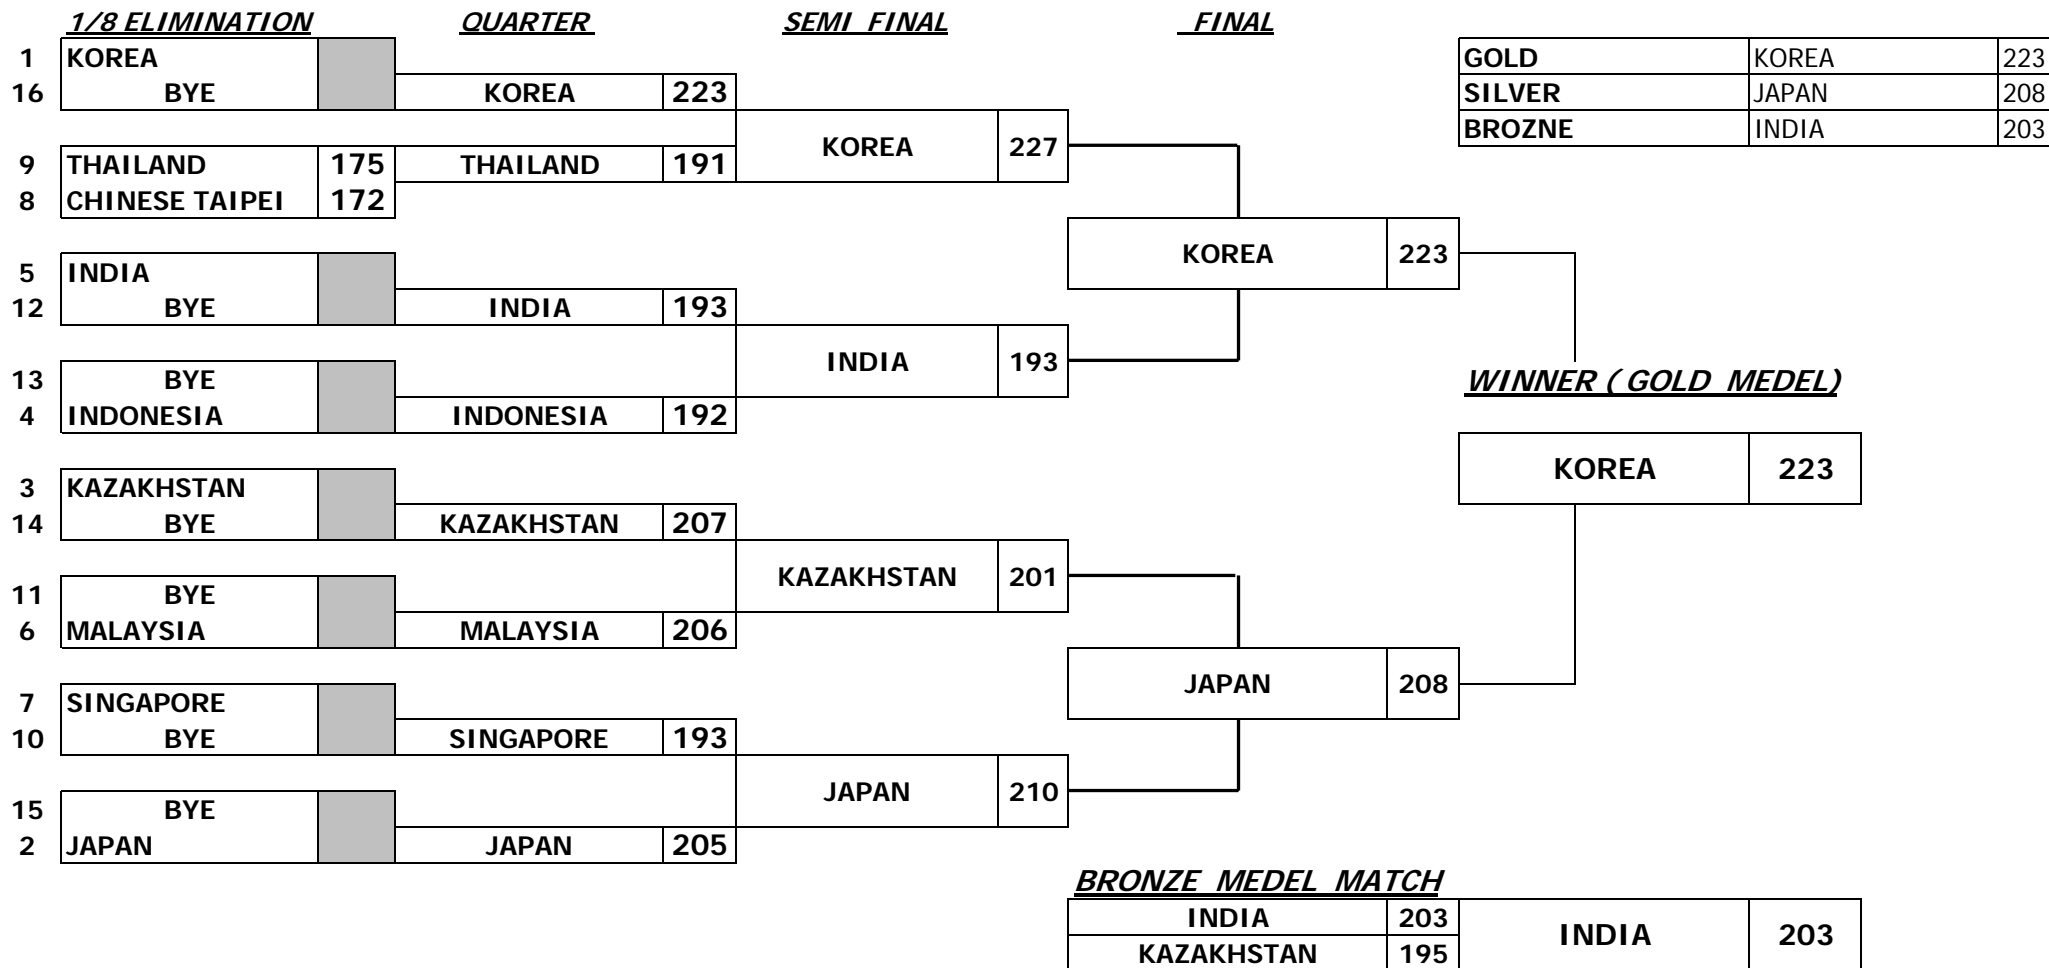 1/8 ELIMINATION QUARTER SEMI FINAL FINAL
1 KOREA
16 BYE KOREA 223
KOREA 227
9 THAILAND 175 THAILAND 191
8 CHINESE TAIPEI 172
KOREA 223
5 INDIA
12 BYE INDIA 193
INDIA 193
13 BYE
4 INDONESIA INDONESIA 192
3 KAZAKHSTAN
14 BYE KAZAKHSTAN 207
KAZAKHSTAN 201
11 BYE
6 MALAYSIA MALAYSIA 206
JAPAN 208
7 SINGAPORE
10 BYE SINGAPORE 193
JAPAN 210
15 BYE
2 JAPAN JAPAN 205
GOLD KOREA 223
SILVER JAPAN 208
BROZNE INDIA 203
WINNER ( GOLD MEDEL)
KOREA 223
BRONZE MEDEL MATCH
INDIA 203
KAZAKHSTAN 195
INDIA 203